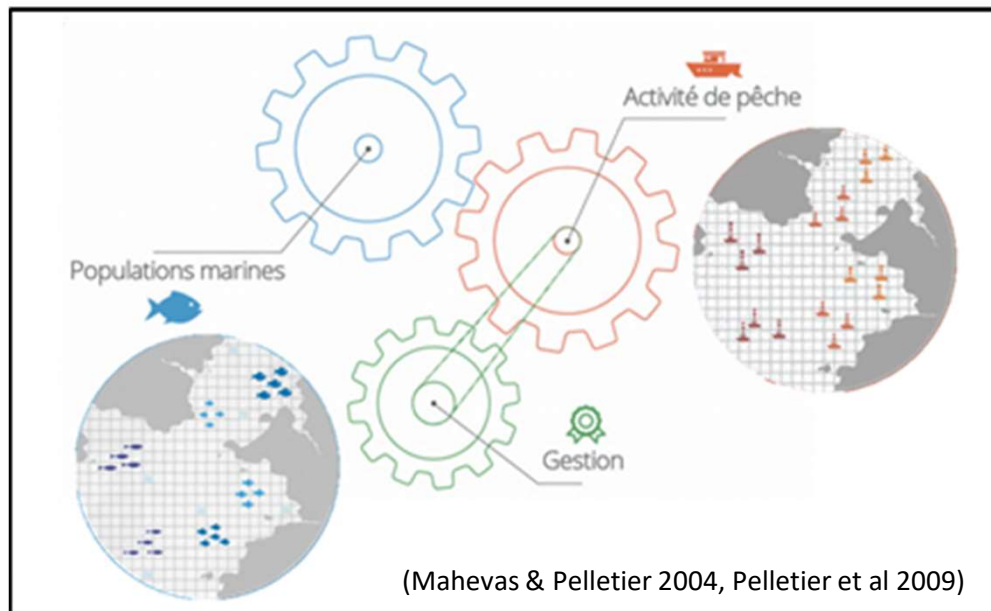 Activité de pêche
Populations marines
Gestion
(Mahevas & Pelletier 2004, Pelletier et al 2009)